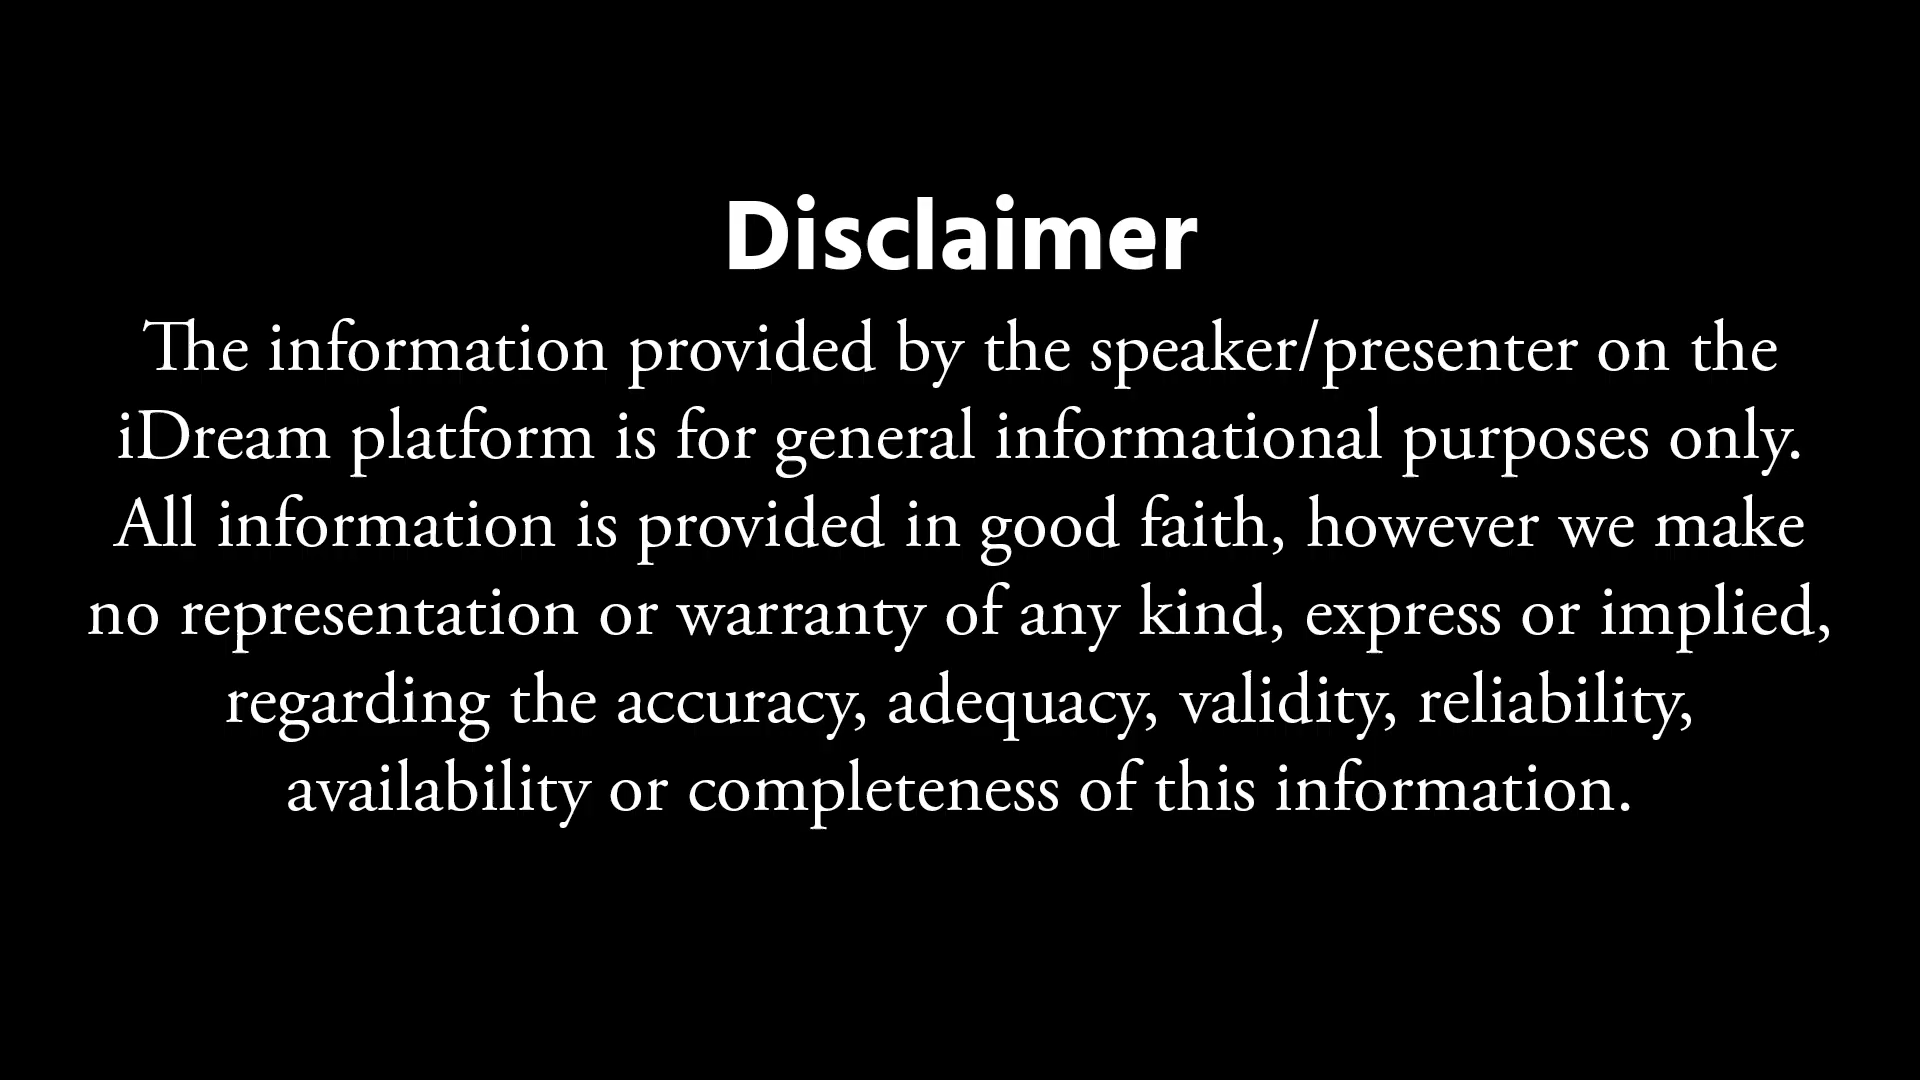 Disclaimer
The information provided by the speaker/presenter on the
iDream platform is for general informational purposes only.
All information is provided in good faith, however we make
no representation or warranty of any kind, express or implied,
regarding the accuracy, adequacy, validity, reliability,
availability or completeness of this information.